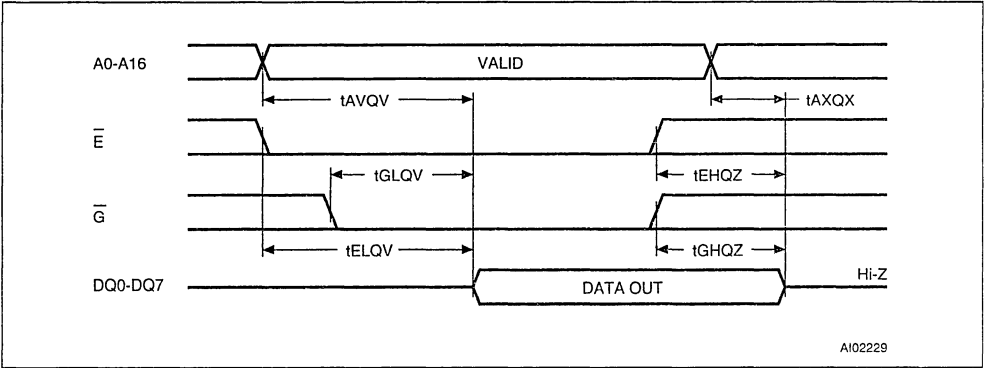 A0-A16
VALID
tAVQV
tAXQX
E
tGLQV
tEHQZ
G
tELQV
tGHQZ
DQ0-DQ7
DATA OUT
Hi-Z
AI02229